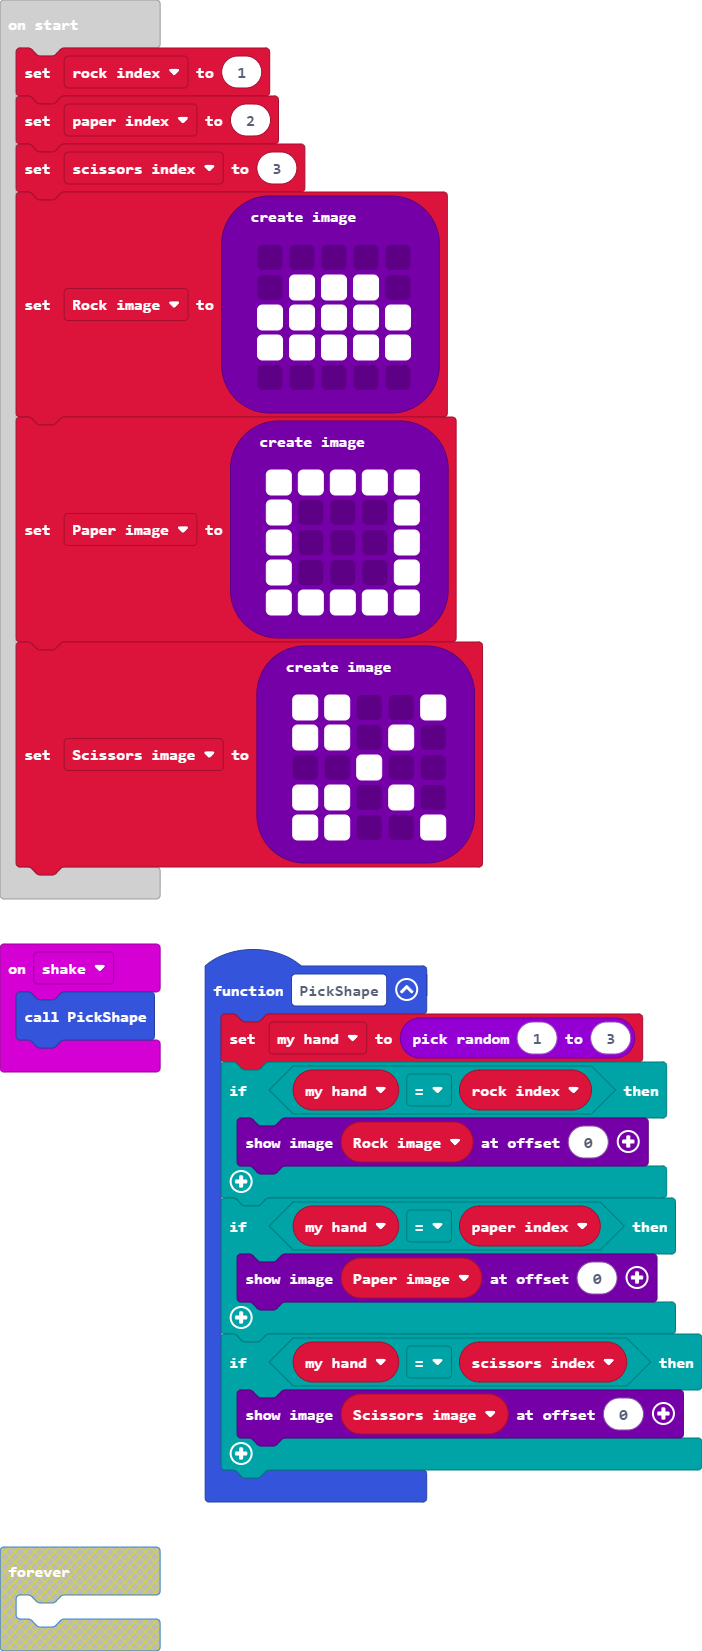 on start
set rock index to 1
set paper index to 2
set scissors index to 3
create image
set Rock image to
create image
set Paper image to
create image
set Scissors image to
on shake
call PickShape
function PickShape
set my hand to pick random 1 to 3
if my hand = rock index then
show image Rock image at offset 0
if my hand = paper index then
show image Paper image at offset 0
if my hand = scissors index then
show image Scissors image at offset 0
forever